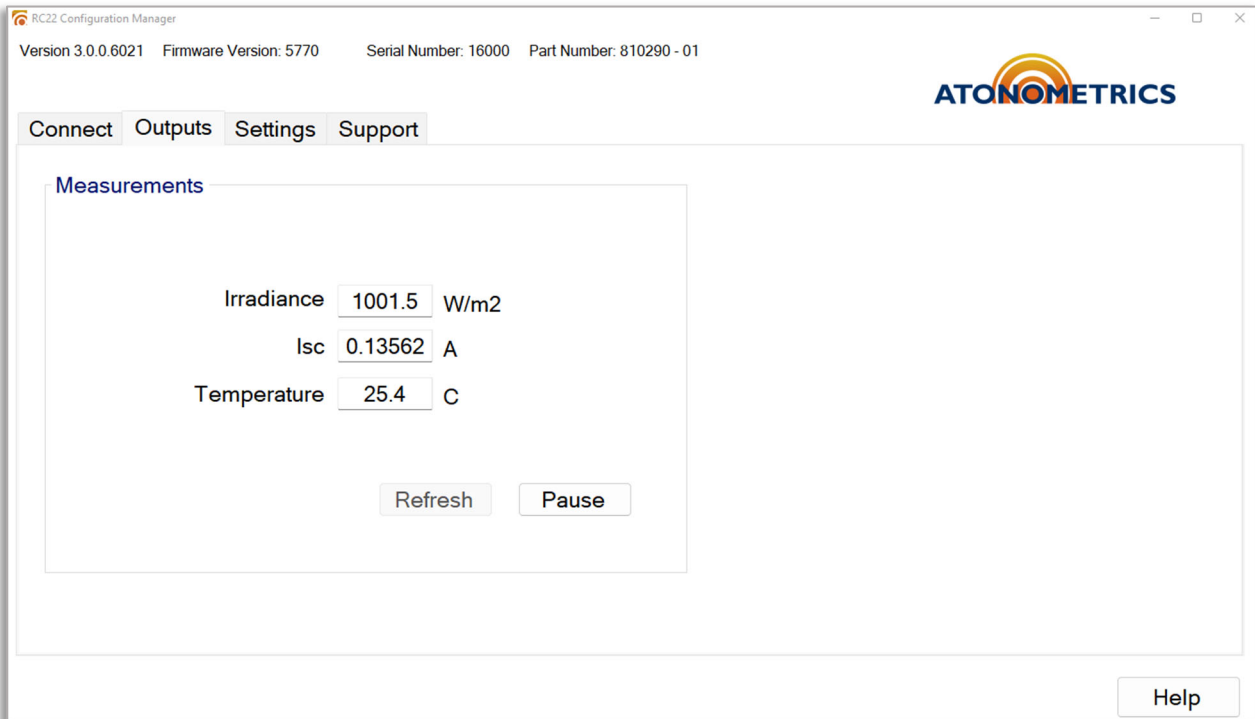 RC22 Configuration Manager
Version 3.0.0.6021 Firmware Version: 5770 Serial Number: 16000 Part Number: 810290 - 01
ATONOMETRICS
Connect Outputs Settings Support
Measurements
Irradiance 1001.5 W/m2
Isc 0.13562 A
Temperature 25.4 C
Refresh Pause
Help